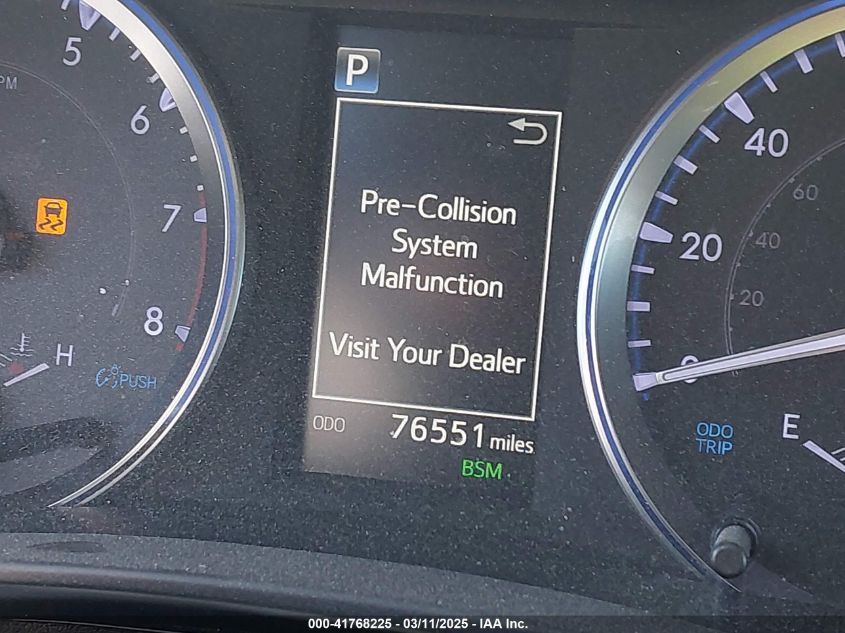 5
6
7
8
PM
H
PUSH
P
Pre-Collision
System
Malfunction
Visit Your Dealer
ODO
76551 miles
BSM
40
20
0
60
40
20
ODO
TRIP
E
000-41768225 - 03/11/2025 - IAA Inc.